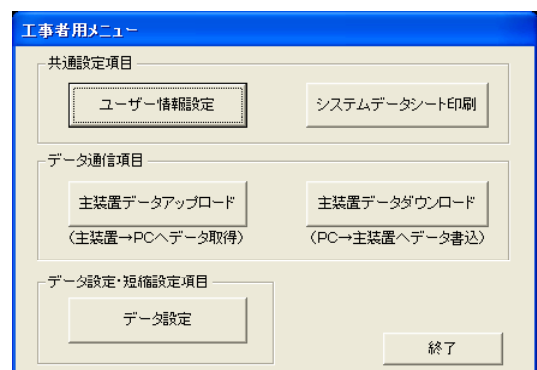 工事者用メニュー
共通設定項目
ユーザー情報設定
システムデータシート印刷
データ通信項目
主装置データアップロード
主装置データダウンロード
(主装置→PCへデータ取得)
(PC→主装置へデータ書込)
データ設定・短縮設定項目
データ設定
終了